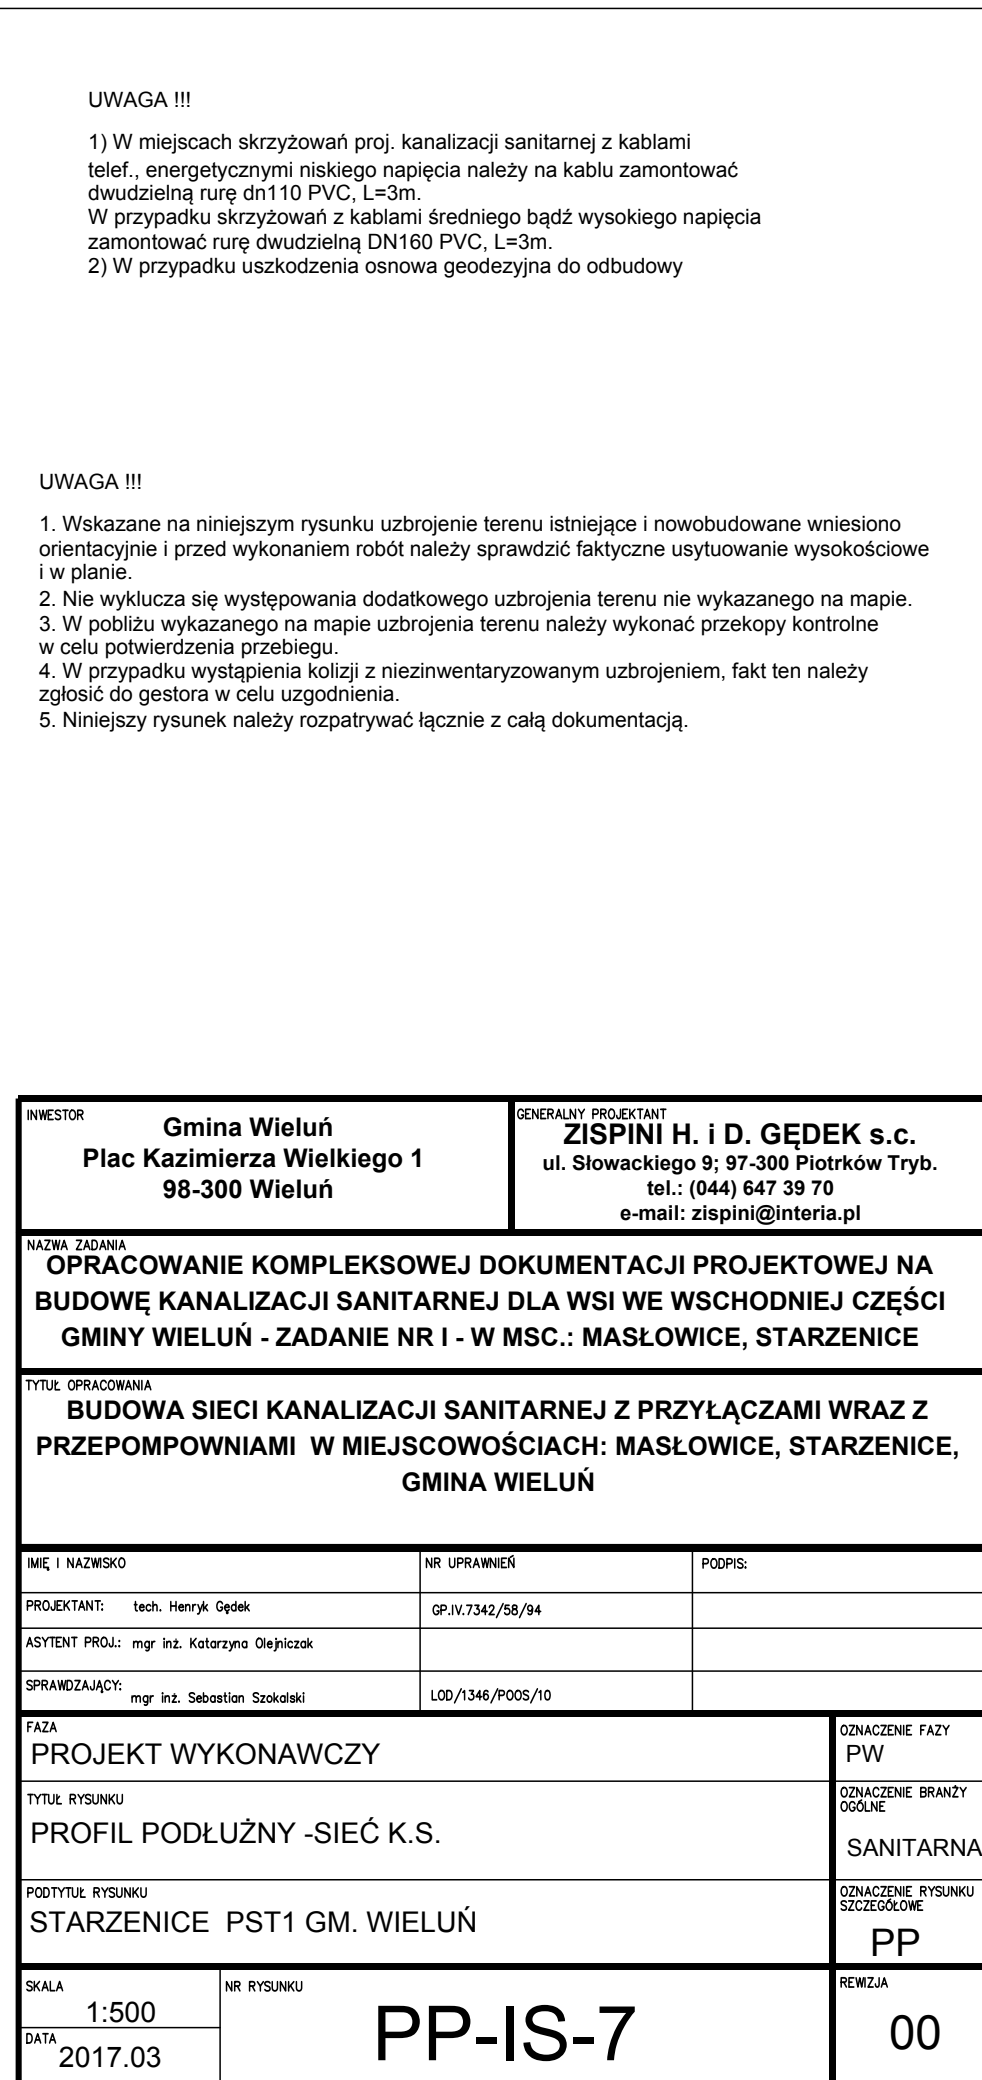 UWAGA !!!
1) W miejscach skrzyżowań proj. kanalizacji sanitarnej z kablami
telef., energetycznymi niskiego napięcia należy na kablu zamontować
dwudzielną rurę dn110 PVC, L=3m.
W przypadku skrzyżowań z kablami średniego bądź wysokiego napięcia
zamontować rurę dwudzielną DN160 PVC, L=3m.
2) W przypadku uszkodzenia osnowa geodezyjna do odbudowy
UWAGA !!!
1. Wskazane na niniejszym rysunku uzbrojenie terenu istniejące i nowobudowane wniesiono
orientacyjnie i przed wykonaniem robót należy sprawdzić faktyczne usytuowanie wysokościowe
i w planie.
2. Nie wyklucza się występowania dodatkowego uzbrojenia terenu nie wykazanego na mapie.
3. W pobliżu wykazanego na mapie uzbrojenia terenu należy wykonać przekopy kontrolne
w celu potwierdzenia przebiegu.
4. W przypadku wystąpienia kolizji z niezinwentaryzowanym uzbrojeniem, fakt ten należy
zgłosić do gestora w celu uzgodnienia.
5. Niniejszy rysunek należy rozpatrywać łącznie z całą dokumentacją.
INWESTOR
Gmina Wieluń
Plac Kazimierza Wielkiego 1
98-300 Wieluń
GENERALNY PROJEKTANT
ZISPINI H. i D. GĘDEK s.c.
ul. Słowackiego 9; 97-300 Piotrków Tryb.
tel.: (044) 647 39 70
e-mail: zispini@interia.pl
NAZWA ZADANIA
OPRACOWANIE KOMPLEKSOWEJ DOKUMENTACJI PROJEKTOWEJ NA
BUDOWĘ KANALIZACJI SANITARNEJ DLA WSI WE WSCHODNIEJ CZĘŚCI
GMINY WIELUŃ - ZADANIE NR I - W MSC.: MASŁOWICE, STARZENICE
TYTUŁ OPRACOWANIA
BUDOWA SIECI KANALIZACJI SANITARNEJ Z PRZYŁĄCZAMI WRAZ Z
PRZEPOMPOWNIAMI W MIEJSCOWOŚCIACH: MASŁOWICE, STARZENICE,
GMINA WIELUŃ
IMIĘ I NAZWISKO NR UPRAWNIEŃ PODPIS:
PROJEKTANT: tech. Henryk Gędek GP.IV.7342/58/94
ASYTENT PROJ.: mgr inż. Katarzyna Olejniczak
SPRAWDZAJĄCY: mgr inż. Sebastian Szokalski LOD/1346/POOS/10
FAZA
PROJEKT WYKONAWCZY
OZNACZENIE FAZY
PW
TYTUŁ RYSUNKU
PROFIL PODŁUŻNY -SIEĆ K.S.
OZNACZENIE BRANŻY
OGÓLNE
SANITARNA
PODTYTUŁ RYSUNKU
STARZENICE PST1 GM. WIELUŃ
OZNACZENIE RYSUNKU
SZCZEGÓŁOWE
PP
SKALA
1:500
DATA
2017.03
NR RYSUNKU
PP-IS-7
REWIZJA
00